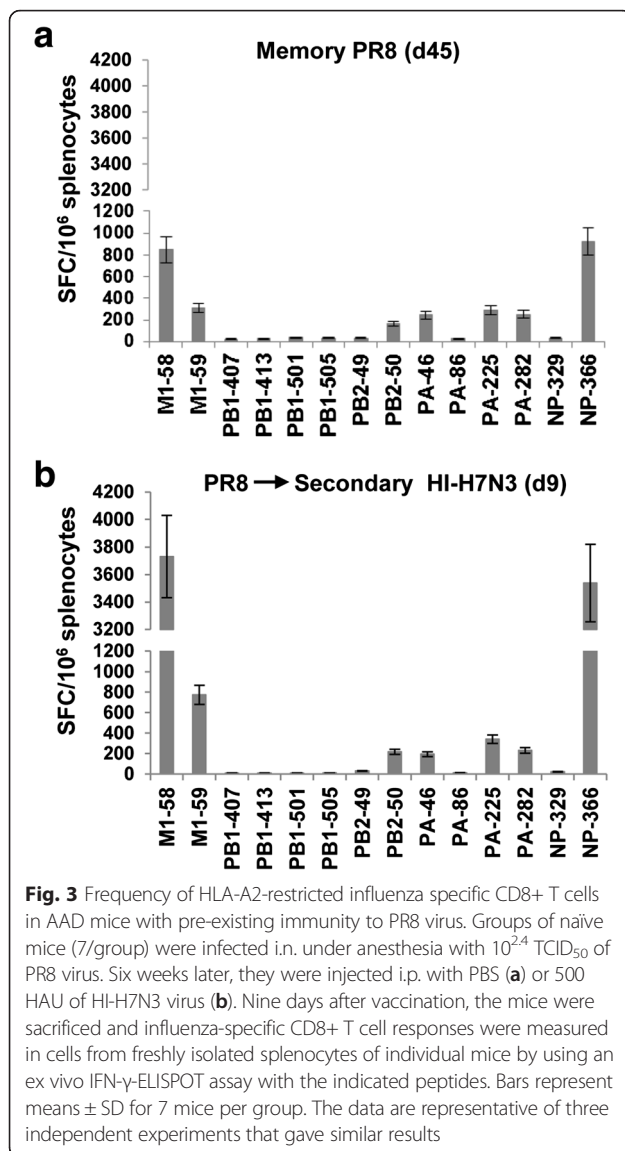 a
Memory PR8 (d45)
SFC/10⁶ splenocytes
4200
4000
3800
3600
3400
3200
1200
1000
800
600
400
200
0
M1-58
M1-59
PB1-407
PB1-413
PB1-501
PB1-505
PB2-49
PB2-50
PA-46
PA-86
PA-225
PA-282
NP-329
NP-366
b
PR8 → Secondary HI-H7N3 (d9)
SFC/10⁶ splenocytes
4200
4000
3800
3600
3400
3200
1200
1000
800
600
400
200
0
M1-58
M1-59
PB1-407
PB1-413
PB1-501
PB1-505
PB2-49
PB2-50
PA-46
PA-86
PA-225
PA-282
NP-329
NP-366
Fig. 3 Frequency of HLA-A2-restricted influenza specific CD8+ T cells
in AAD mice with pre-existing immunity to PR8 virus. Groups of naïve
mice (7/group) were infected i.n. under anesthesia with 10²·⁴ TCID₅₀ of
PR8 virus. Six weeks later, they were injected i.p. with PBS (a) or 500
HAU of HI-H7N3 virus (b). Nine days after vaccination, the mice were
sacrificed and influenza-specific CD8+ T cell responses were measured
in cells from freshly isolated splenocytes of individual mice by using an
ex vivo IFN-γ-ELISPOT assay with the indicated peptides. Bars represent
means ± SD for 7 mice per group. The data are representative of three
independent experiments that gave similar results